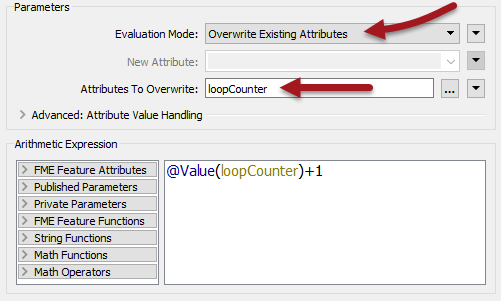 Parameters
Evaluation Mode: Overwrite Existing Attributes
New Attribute:
Attributes To Overwrite: loopCounter ...
Advanced: Attribute Value Handling
Arithmetic Expression
FME Feature Attributes
@Value(loopCounter)+1
Published Parameters
Private Parameters
FME Feature Functions
String Functions
Math Functions
Math Operators